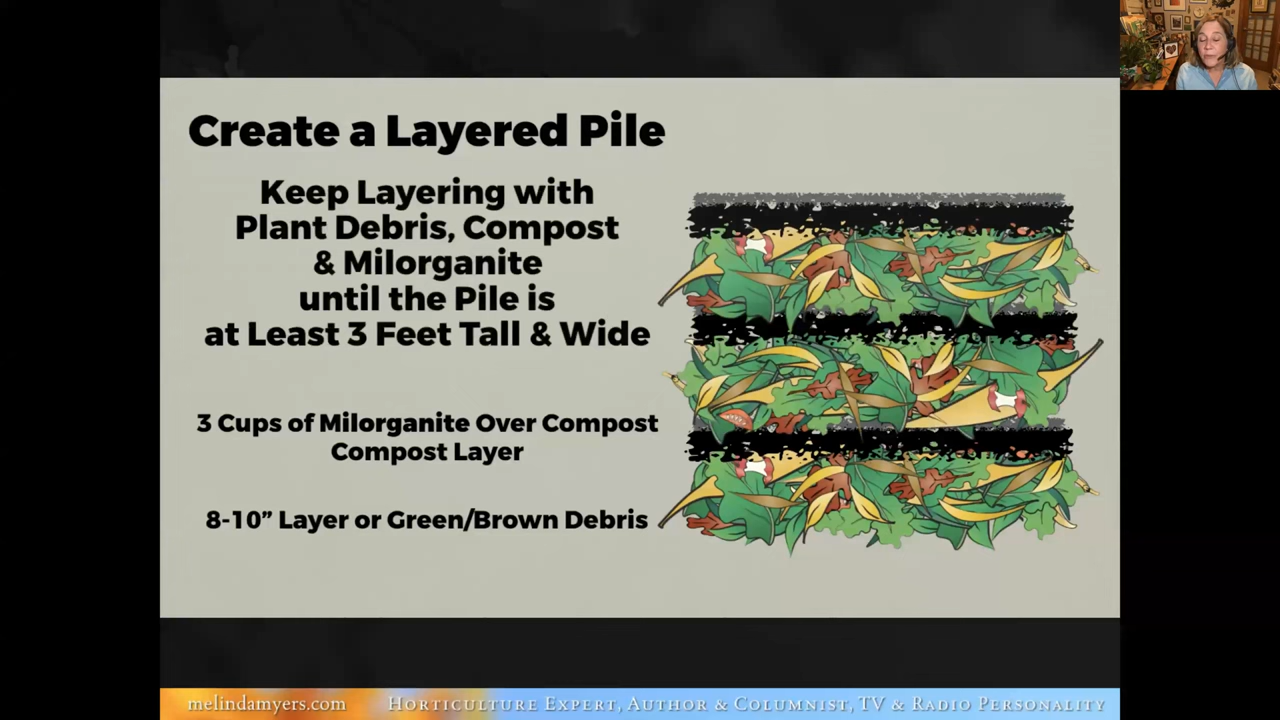 Create a Layered Pile
Keep Layering with
Plant Debris, Compost
& Milorganite
until the Pile is
at Least 3 Feet Tall & Wide
3 Cups of Milorganite Over Compost
Compost Layer
8-10” Layer or Green/Brown Debris
melindamyers.com Horticulture Expert, Author & Columnist, TV & Radio Personality